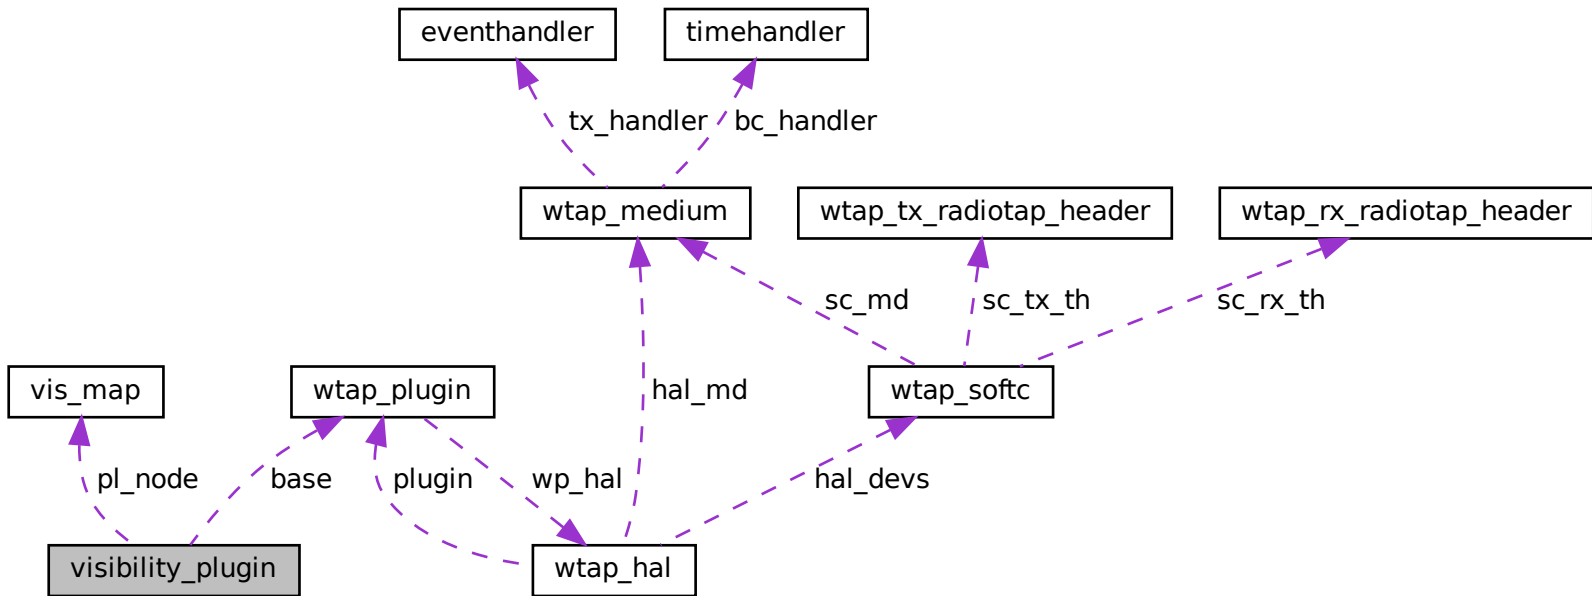 eventhandler
timehandler
tx_handler
bc_handler
wtap_medium
wtap_tx_radiotap_header
wtap_rx_radiotap_header
sc_md
sc_tx_th
sc_rx_th
vis_map
wtap_plugin
hal_md
wtap_softc
pl_node
base
plugin
wp_hal
hal_devs
visibility_plugin
wtap_hal